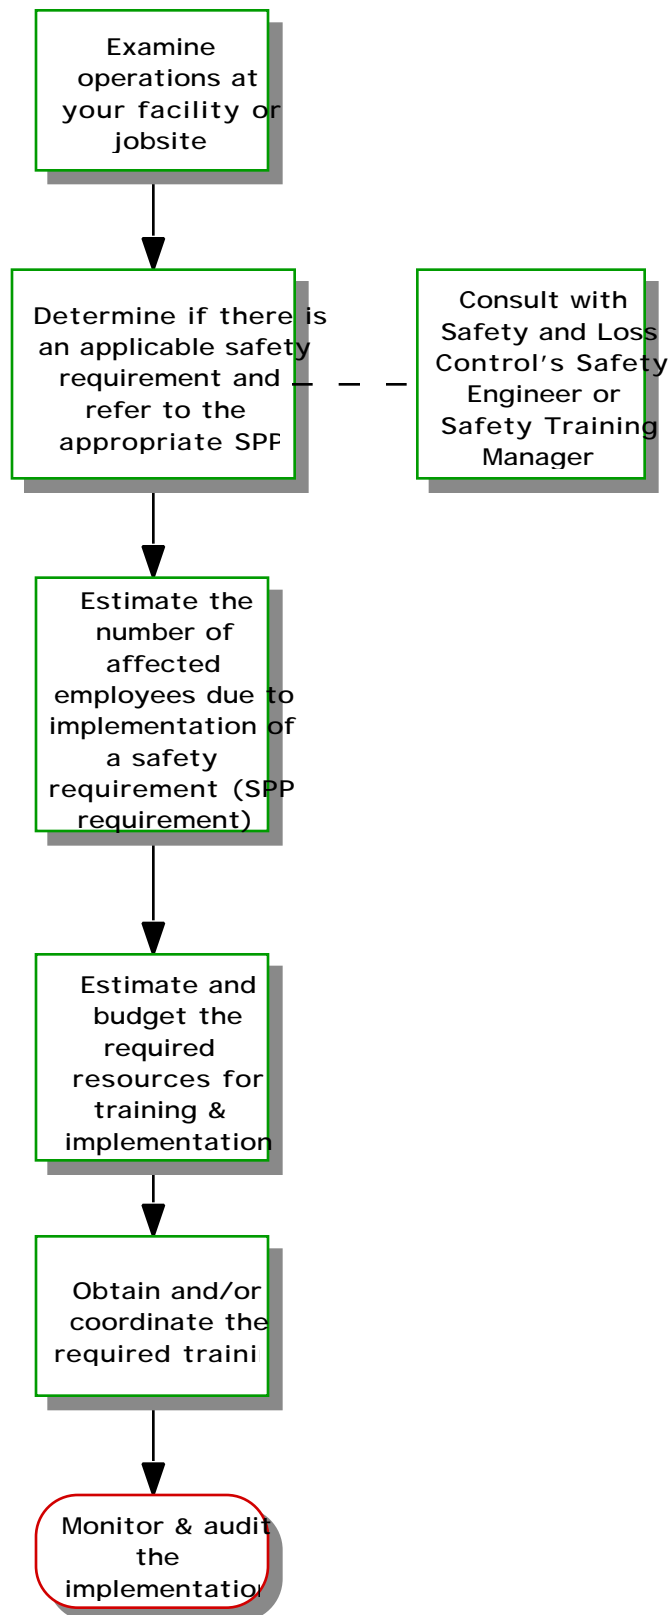 Examine
operations at
your facility or
jobsite
Determine if there is
an applicable safety
requirement and
refer to the
appropriate SPP
Consult with
Safety and Loss
Control's Safety
Engineer or
Safety Training
Manager
Estimate the
number of
affected
employees due to
implementation of
a safety
requirement (SPP
requirement)
Estimate and
budget the
required
resources for
training &
implementation
Obtain and/or
coordinate the
required traini
Monitor & audit
the
implementation